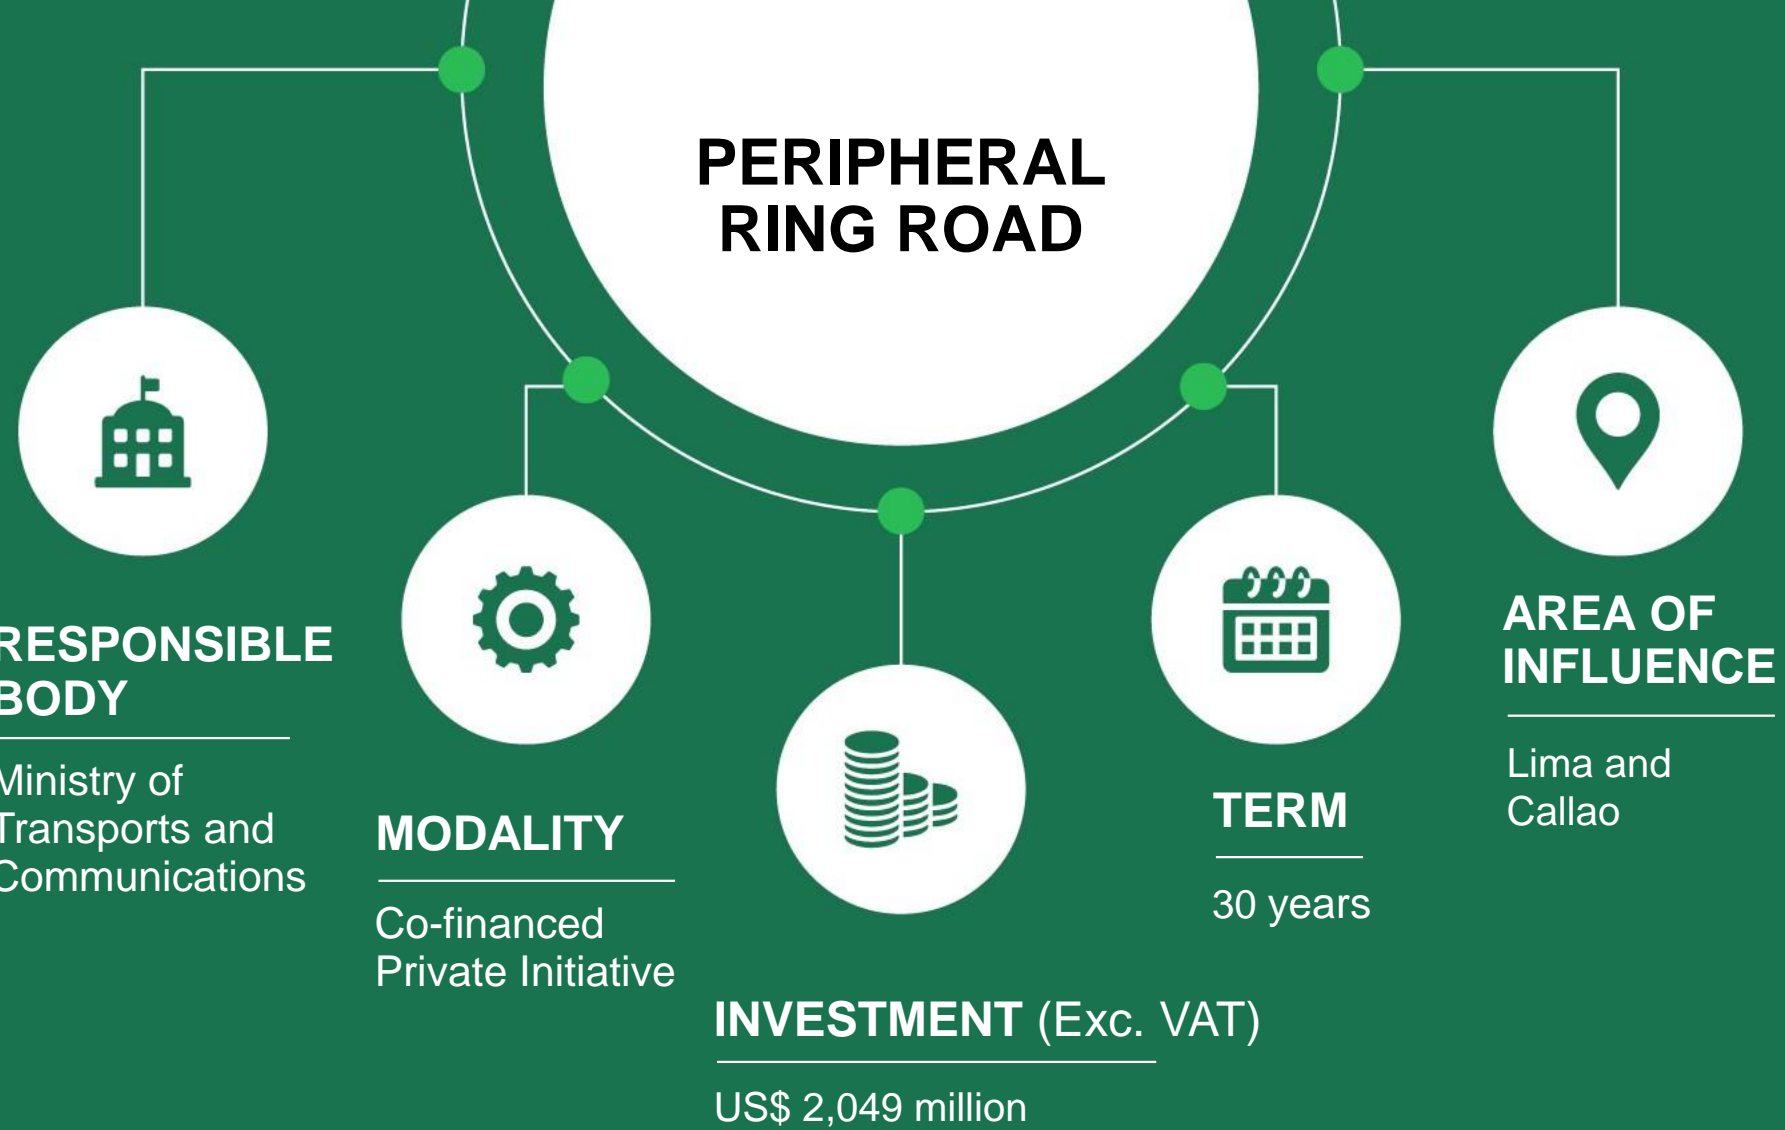 PERIPHERAL
RING ROAD
RESPONSIBLE
BODY
Ministry of
Transports and
Communications
MODALITY
Co-financed
Private Initiative
INVESTMENT (Exc. VAT)
US$ 2,049 million
TERM
30 years
AREA OF
INFLUENCE
Lima and
Callao